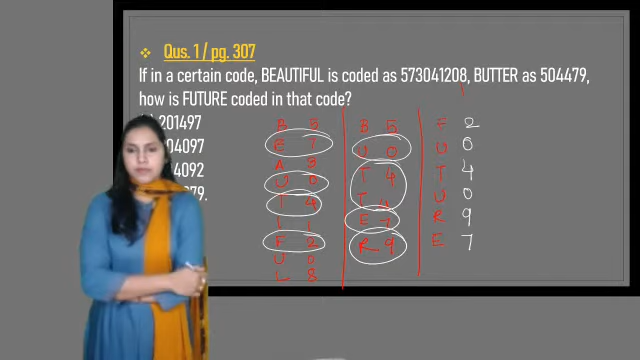 ❖ Qus. 1 / pg. 307
If in a certain code, BEAUTIFUL is coded as 573041208, BUTTER as 504479,
how is FUTURE coded in that code?
201497
04097
4092
79.
B 5
E 7
A 3
U 0
T 4
I 1
F 2
U 0
L 8
B 5
U 0
T 4
T 4
E 7
R 9
F 2
U 0
T 4
U 0
R 9
E 7